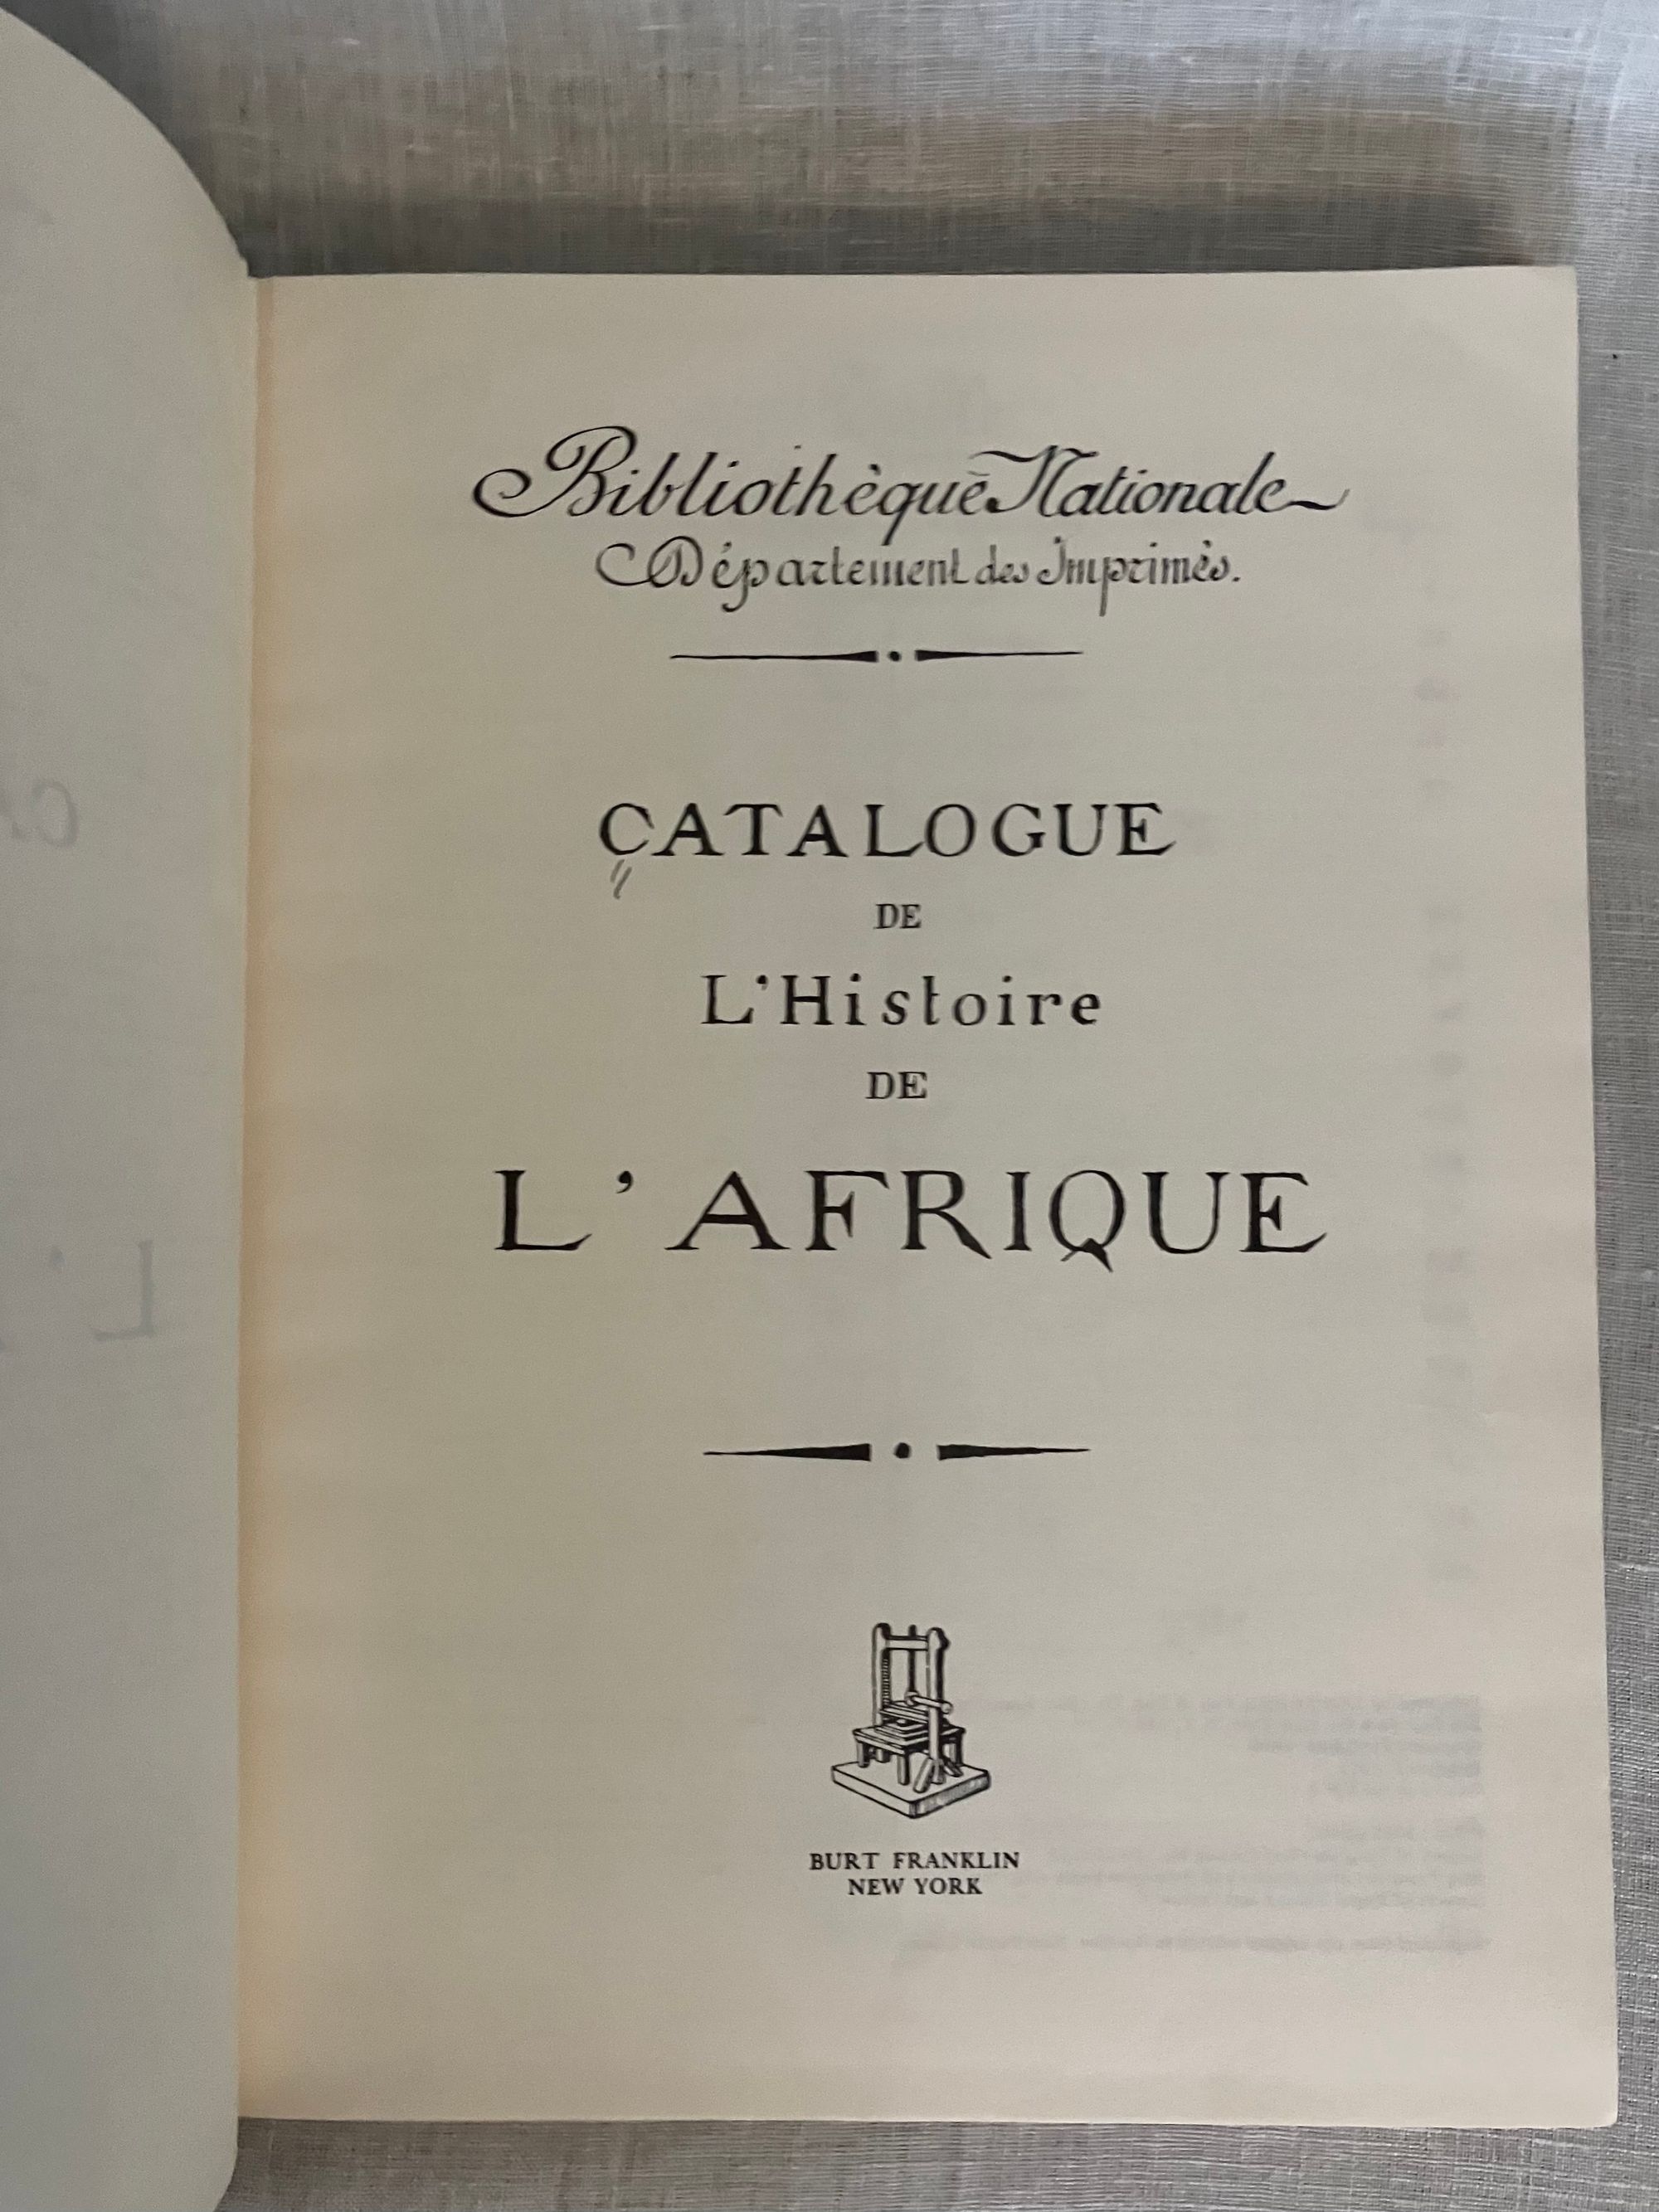 Bibliothèque Nationale
Département des Imprimés.
CATALOGUE
DE
L'Histoire
DE
L'AFRIQUE
BURT FRANKLIN
NEW YORK